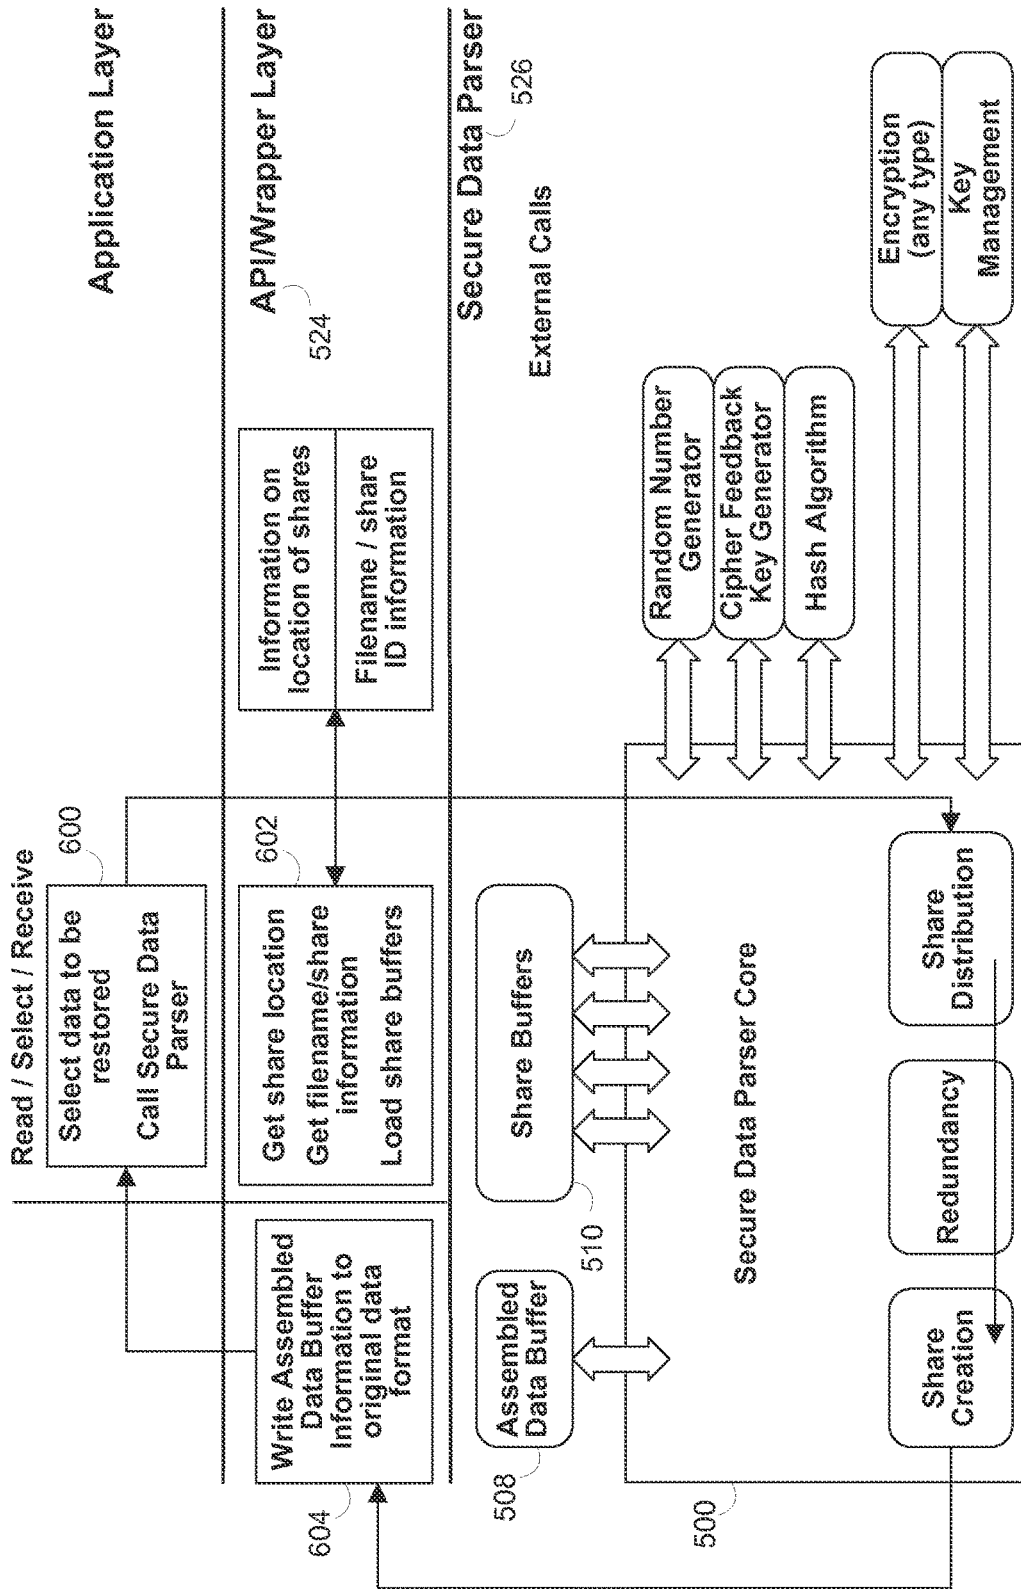 Read / Select / Receive
Application Layer
600
Select data to be
restored
Call Secure Data
Parser
API/Wrapper Layer
524
Write Assembled
Data Buffer
Information to
original data
format
604
602
Get share location
Get filename/share
information
Load share buffers
Information on
location of shares
Filename / share
ID information
Secure Data Parser
526
External Calls
Assembled
Data Buffer
508
Share Buffers
510
Random Number
Generator
Cipher Feedback
Key Generator
Hash Algorithm
Secure Data Parser Core
500
Encryption
(any type)
Key
Management
Share
Creation
Redundancy
Share
Distribution